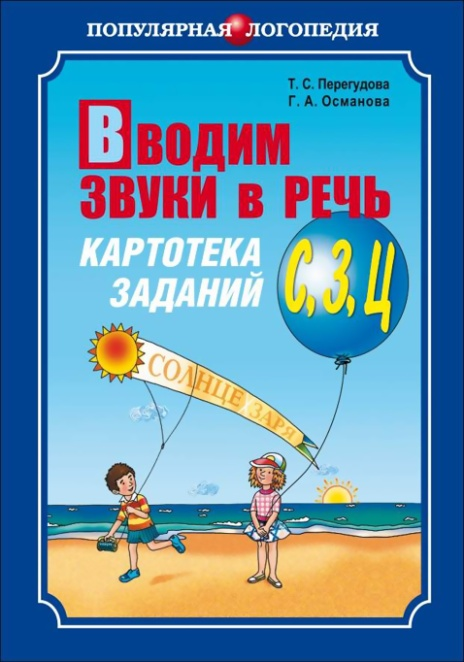 ПОПУЛЯРНАЯ ЛОГОПЕДИЯ
Т. С. Перегудова
Г. А. Османова
ВВОДИМ
ЗВУКИ В РЕЧЬ
КАРТОТЕКА
ЗАДАНИЙ
С, З, Ц
СОЛНЦЕ ЗАРЯ